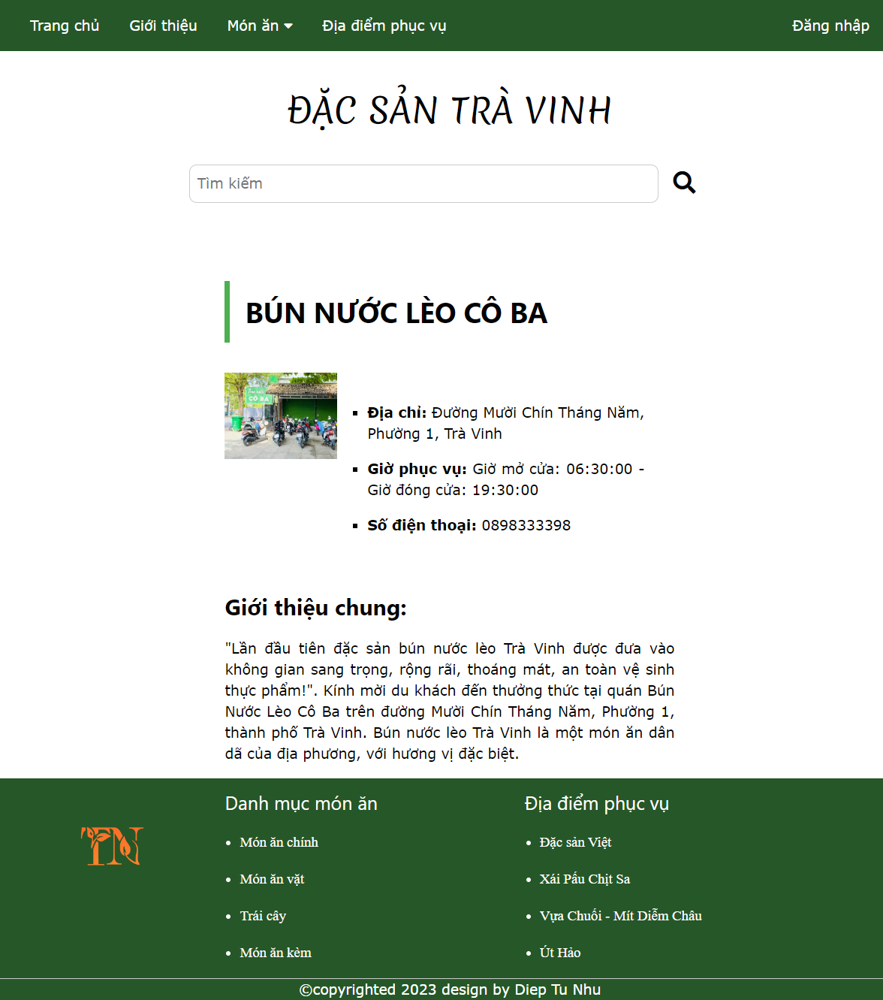 Trang chủ Giới thiệu Món ăn Địa điểm phục vụ Đăng nhập
ĐẶC SẢN TRÀ VINH
Tìm kiếm
BÚN NƯỚC LÈO CÔ BA
CÔ BA
Địa chỉ: Đường Mười Chín Tháng Năm,
Phường 1, Trà Vinh
Giờ phục vụ: Giờ mở cửa: 06:30:00 -
Giờ đóng cửa: 19:30:00
Số điện thoại: 0898333398
Giới thiệu chung:
"Lần đầu tiên đặc sản bún nước lèo Trà Vinh được đưa vào
không gian sang trọng, rộng rãi, thoáng mát, an toàn vệ sinh
thực phẩm!". Kính mời du khách đến thưởng thức tại quán Bún
Nước Lèo Cô Ba trên đường Mười Chín Tháng Năm, Phường 1,
thành phố Trà Vinh. Bún nước lèo Trà Vinh là một món ăn dân
dã của địa phương, với hương vị đặc biệt.
TN
Danh mục món ăn
Món ăn chính
Món ăn vặt
Trái cây
Món ăn kèm
Địa điểm phục vụ
Đặc sản Việt
Xái Pấu Chịt Sa
Vựa Chuối - Mít Diễm Châu
Út Hảo
©copyrighted 2023 design by Diep Tu Nhu